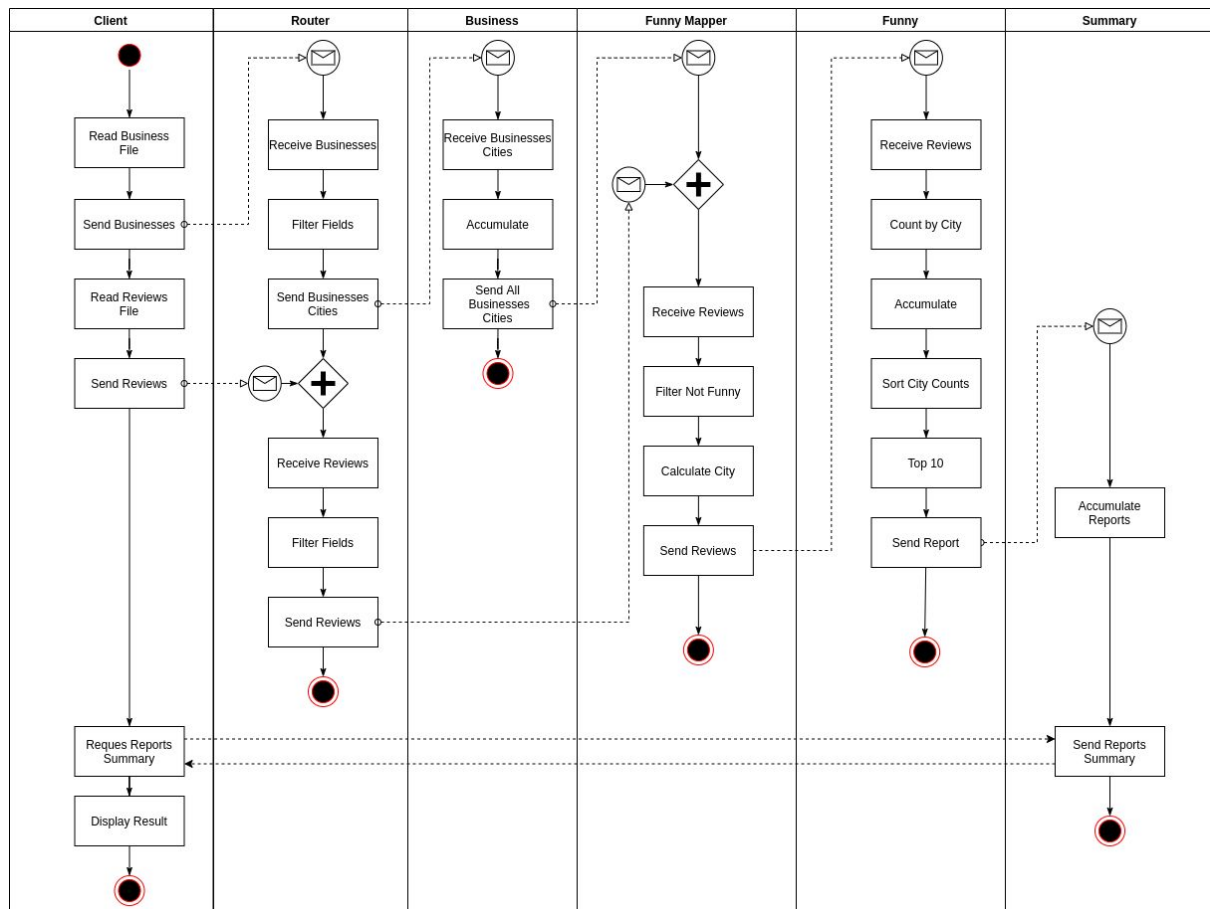 Client
Router
Business
Funny Mapper
Funny
Summary
Read Business
File
Send Businesses
Read Reviews
File
Send Reviews
Reques Reports
Summary
Display Result
Receive Businesses
Filter Fields
Send Businesses
Cities
Receive Reviews
Filter Fields
Send Reviews
Receive Businesses
Cities
Accumulate
Send All
Businesses
Cities
Receive Reviews
Filter Not Funny
Calculate City
Send Reviews
Receive Reviews
Count by City
Accumulate
Sort City Counts
Top 10
Send Report
Accumulate
Reports
Send Reports
Summary